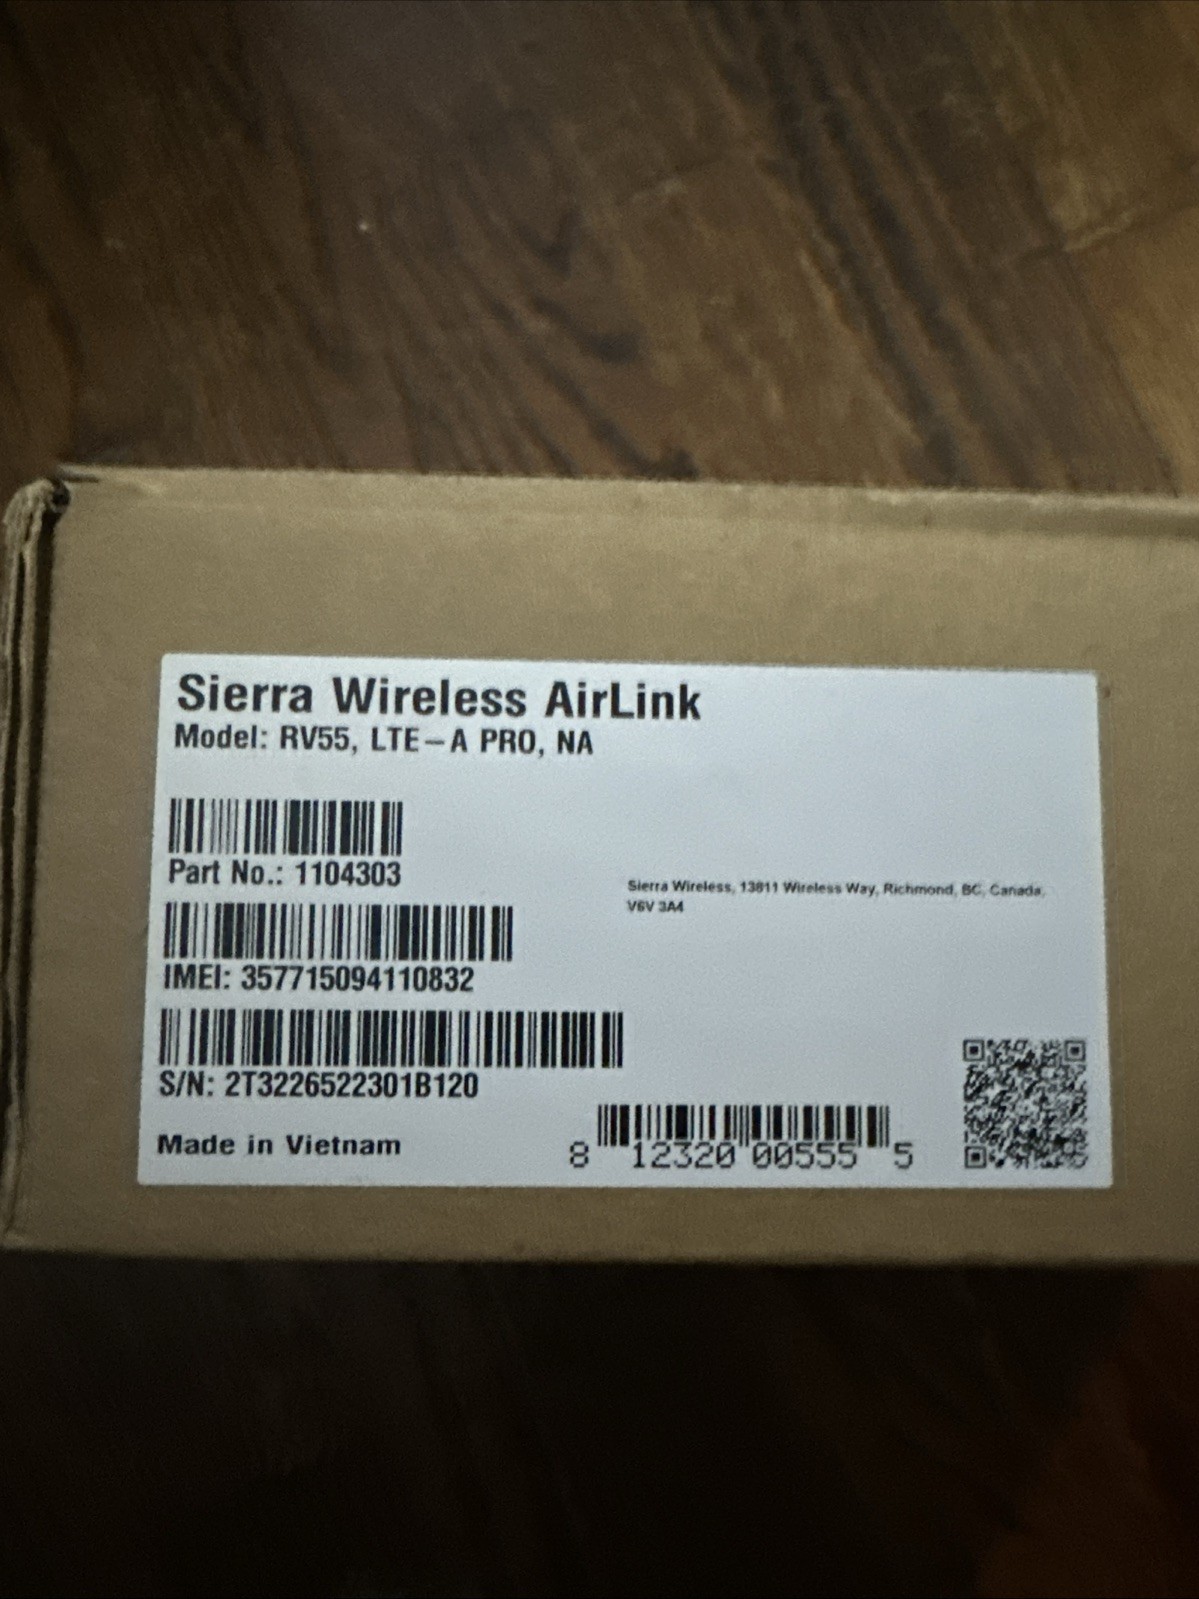 Sierra Wireless AirLink
Model: RV55, LTE-A PRO, NA
Part No.: 1104303
Sierra Wireless, 13811 Wireless Way, Richmond, BC, Canada,
V6V 3A4
IMEI: 357715094110832
S/N: 2T3226522301B120
Made in Vietnam
8 12320 00555 5